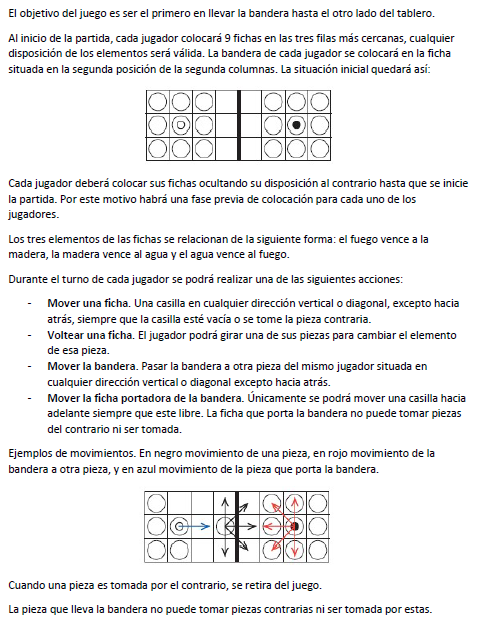 El objetivo del juego es ser el primero en llevar la bandera hasta el otro lado del tablero.
Al inicio de la partida, cada jugador colocará 9 fichas en las tres filas más cercanas, cualquier
disposición de los elementos será válida. La bandera de cada jugador se colocará en la ficha
situada en la segunda posición de la segunda columnas. La situación inicial quedará así:
Cada jugador deberá colocar sus fichas ocultando su disposición al contrario hasta que se inicie
la partida. Por este motivo habrá una fase previa de colocación para cada uno de los
jugadores.
Los tres elementos de las fichas se relacionan de la siguiente forma: el fuego vence a la
madera, la madera vence al agua y el agua vence al fuego.
Durante el turno de cada jugador se podrá realizar una de las siguientes acciones:
- Mover una ficha. Una casilla en cualquier dirección vertical o diagonal, excepto hacia
atrás, siempre que la casilla esté vacía o se tome la pieza contraria.
- Voltear una ficha. El jugador podrá girar una de sus piezas para cambiar el elemento
de esa pieza.
- Mover la bandera. Pasar la bandera a otra pieza del mismo jugador situada en
cualquier dirección vertical o diagonal excepto hacia atrás.
- Mover la ficha portadora de la bandera. Únicamente se podrá mover una casilla hacia
adelante siempre que este libre. La ficha que porta la bandera no puede tomar piezas
del contrario ni ser tomada.
Ejemplos de movimientos. En negro movimiento de una pieza, en rojo movimiento de la
bandera a otra pieza, y en azul movimiento de la pieza que porta la bandera.
Cuando una pieza es tomada por el contrario, se retira del juego.
La pieza que lleva la bandera no puede tomar piezas contrarias ni ser tomada por estas.